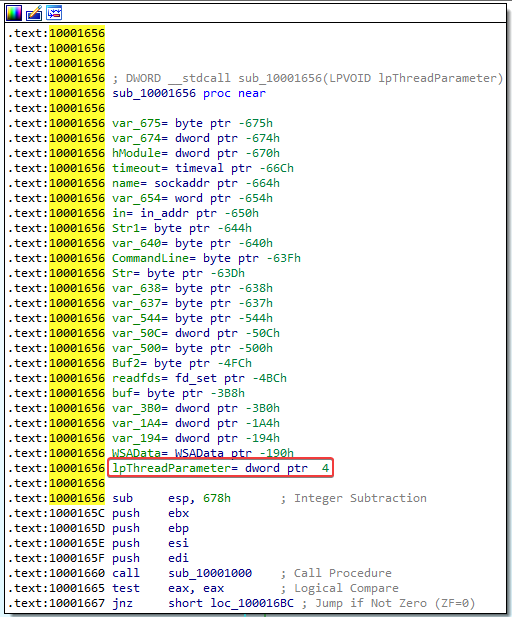 .text:10001656
.text:10001656
.text:10001656
.text:10001656 ; DWORD __stdcall sub_10001656(LPVOID lpThreadParameter)
.text:10001656 sub_10001656 proc near
.text:10001656
.text:10001656 var_675= byte ptr -675h
.text:10001656 var_674= dword ptr -674h
.text:10001656 hModule= dword ptr -670h
.text:10001656 timeout= timeval ptr -66Ch
.text:10001656 name= sockaddr ptr -664h
.text:10001656 var_654= word ptr -654h
.text:10001656 in= in_addr ptr -650h
.text:10001656 Str1= byte ptr -644h
.text:10001656 var_640= byte ptr -640h
.text:10001656 CommandLine= byte ptr -63Fh
.text:10001656 Str= byte ptr -63Dh
.text:10001656 var_638= byte ptr -638h
.text:10001656 var_637= byte ptr -637h
.text:10001656 var_544= byte ptr -544h
.text:10001656 var_50C= dword ptr -50Ch
.text:10001656 var_500= byte ptr -500h
.text:10001656 Buf2= byte ptr -4FCh
.text:10001656 readfds= fd_set ptr -4BCh
.text:10001656 buf= byte ptr -3B8h
.text:10001656 var_3B0= dword ptr -3B0h
.text:10001656 var_1A4= dword ptr -1A4h
.text:10001656 var_194= dword ptr -194h
.text:10001656 WSAData= WSAData ptr -190h
.text:10001656 lpThreadParameter= dword ptr  4
.text:10001656
.text:10001656 sub     esp, 678h       ; Integer Subtraction
.text:1000165C push    ebx
.text:1000165D push    ebp
.text:1000165E push    esi
.text:1000165F push    edi
.text:10001660 call    sub_10001000    ; Call Procedure
.text:10001665 test    eax, eax        ; Logical Compare
.text:10001667 jnz     short loc_100016BC ; Jump if Not Zero (ZF=0)